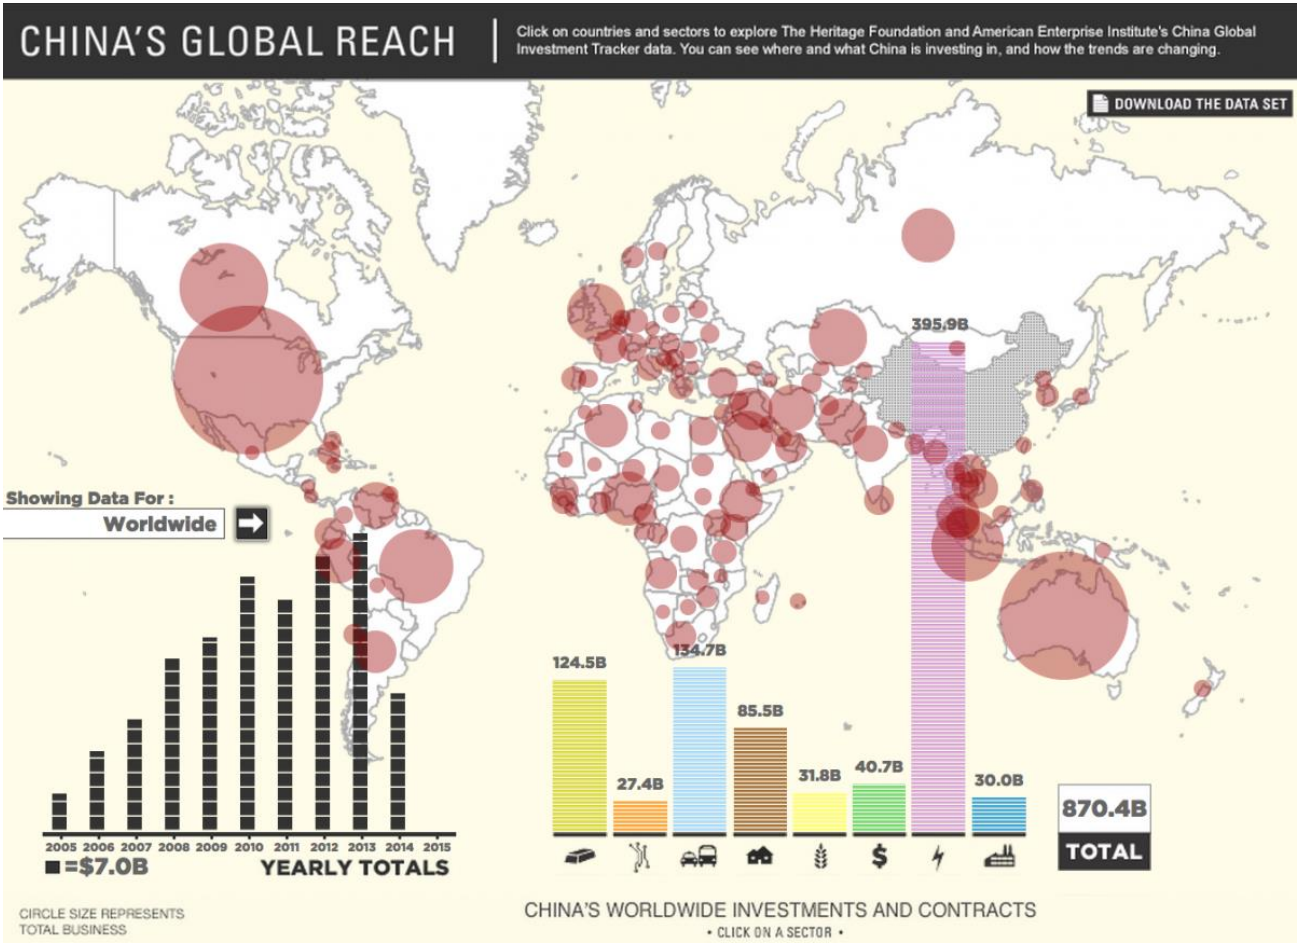 CHINA'S GLOBAL REACH
Click on countries and sectors to explore The Heritage Foundation and American Enterprise Institute's China Global
Investment Tracker data. You can see where and what China is investing in, and how the trends are changing.
DOWNLOAD THE DATA SET
395.9B
Showing Data For :
Worldwide
124.5B
27.4B
134.7B
85.5B
31.8B
40.7B
30.0B
870.4B
TOTAL
2005 2006 2007 2008 2009 2010 2011 2012 2013 2014 2015
=$7.0B
YEARLY TOTALS
$
CIRCLE SIZE REPRESENTS
TOTAL BUSINESS
CHINA'S WORLDWIDE INVESTMENTS AND CONTRACTS
• CLICK ON A SECTOR •